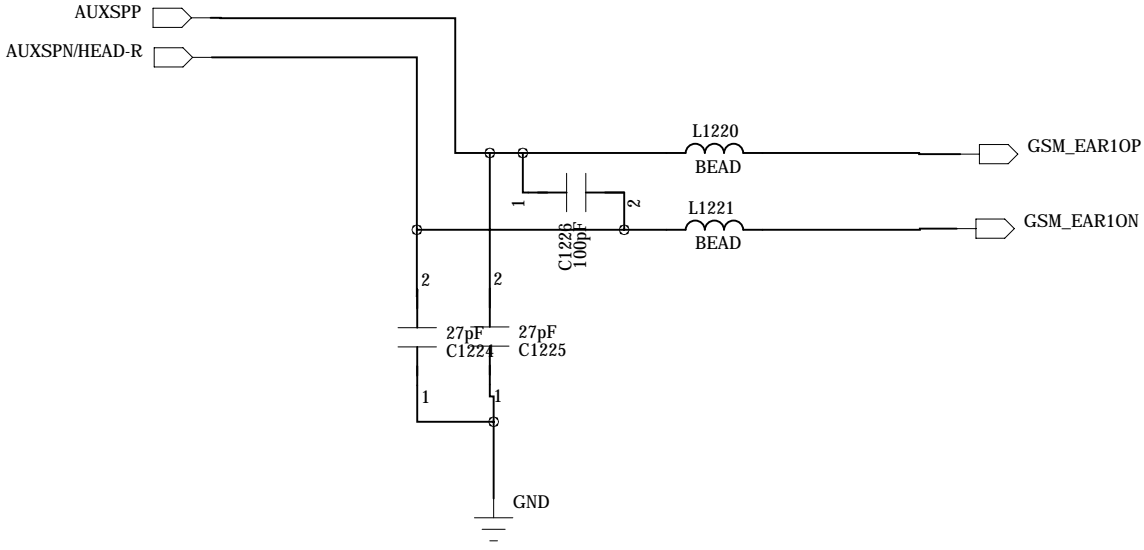 AUXSPP
AUXSPN/HEAD-R
L1220
BEAD
GSM_EAR1OP
1
2
C1226
100pF
L1221
BEAD
GSM_EAR1ON
2
2
27pF
C1224
27pF
C1225
1
1
GND